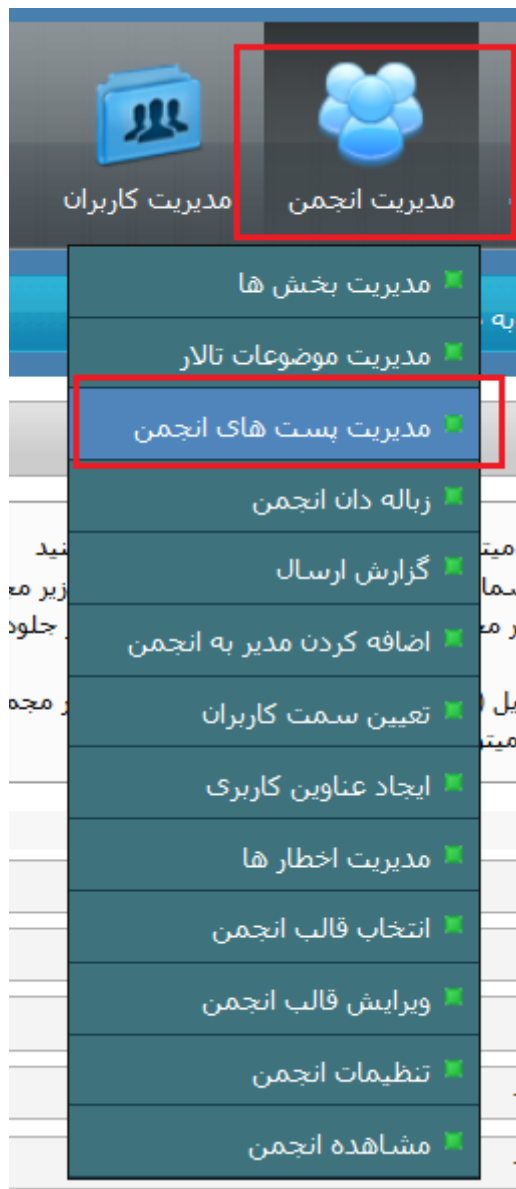 مدیریت انجمن
مدیریت کاربران
مدیریت بخش ها
به
مدیریت موضوعات تالار
مدیریت پست های انجمن
زباله دان انجمن
گزارش ارسال
اضافه کردن مدیر به انجمن
تعیین سمت کاربران
ایجاد عناوین کاربری
مدیریت اخطار ها
انتخاب قالب انجمن
ویرایش قالب انجمن
تنظیمات انجمن
مشاهده انجمن